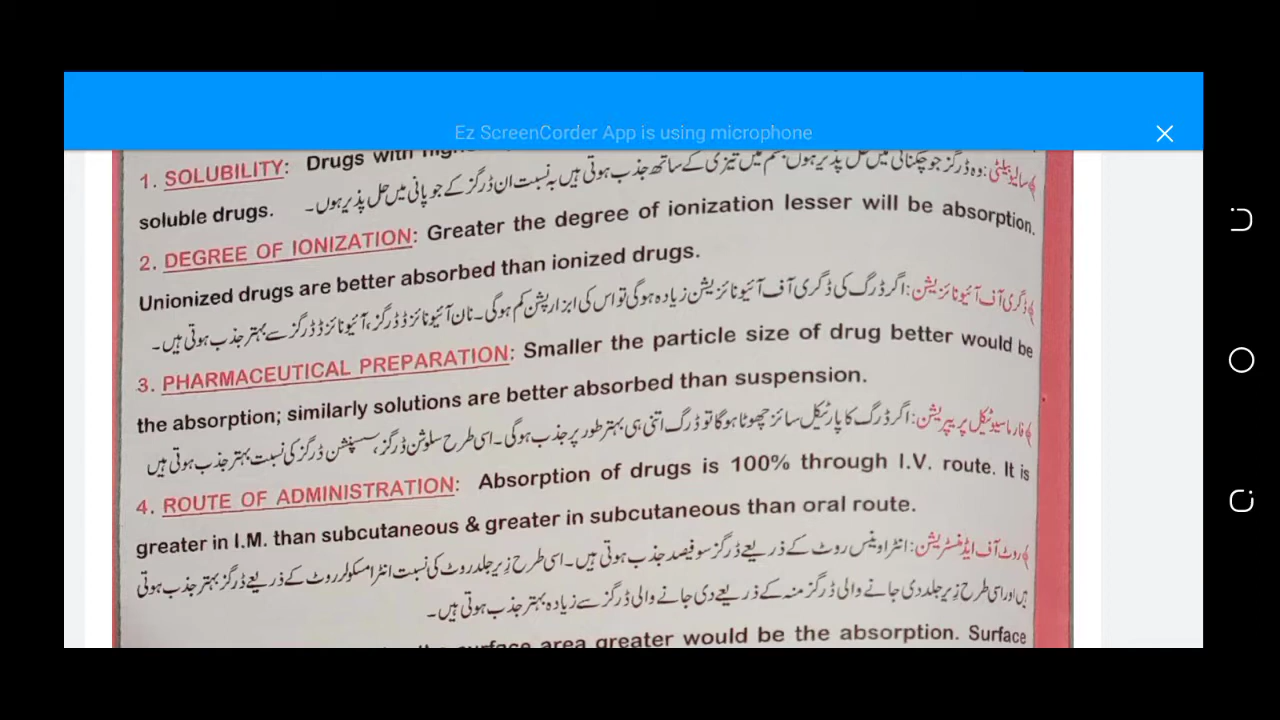 Ez ScreenCorder App is using microphone
1. SOLUBILITY: Drugs with
﴿سالیوبیلٹی: وہ ڈرگز جو چکنائی میں حل پذیر ہوں، جسم میں تیزی کے ساتھ جذب ہوتی ہیں بہ نسبت ان ڈرگز کے جو پانی میں حل پذیر ہوں۔
soluble drugs.
2. DEGREE OF IONIZATION: Greater the degree of ionization lesser will be absorption.
Unionized drugs are better absorbed than ionized drugs.
﴿ڈگری آف آئیونائزیشن: اگر ڈرگ کی ڈگری آف آئیونائزیشن زیادہ ہوگی تو اس کی ابزارپشن کم ہوگی۔ نان آئیونائزڈ ڈرگز، آئیونائزڈ ڈرگز سے بہتر جذب ہوتی ہیں۔
3. PHARMACEUTICAL PREPARATION: Smaller the particle size of drug better would be
the absorption; similarly solutions are better absorbed than suspension.
﴿فارماسیوٹیکل پریپریشن: اگر ڈرگ کا پارٹیکل سائز چھوٹا ہوگا تو ڈرگ اتنی ہی بہتر طور پر جذب ہوگی۔ اسی طرح سلوشن ڈرگز، سسپنشن ڈرگز کی نسبت بہتر جذب ہوتی ہیں
4. ROUTE OF ADMINISTRATION: Absorption of drugs is 100% through I.V. route. It is
greater in I.M. than subcutaneous & greater in subcutaneous than oral route.
﴿روٹ آف ایڈمنسٹریشن: انٹراوینس روٹ کے ذریعے ڈرگز سو فیصد جذب ہوتی ہیں۔ اسی طرح زیر جلد روٹ کی نسبت انٹرامسکولر روٹ کے ذریعے ڈرگز بہتر جذب ہوتی
ہیں اور اسی طرح زیر جلد دی جانے والی ڈرگز منہ کے ذریعے دی جانے والی ڈرگز سے زیادہ بہتر جذب ہوتی ہیں۔
surface area greater would be the absorption. Surface